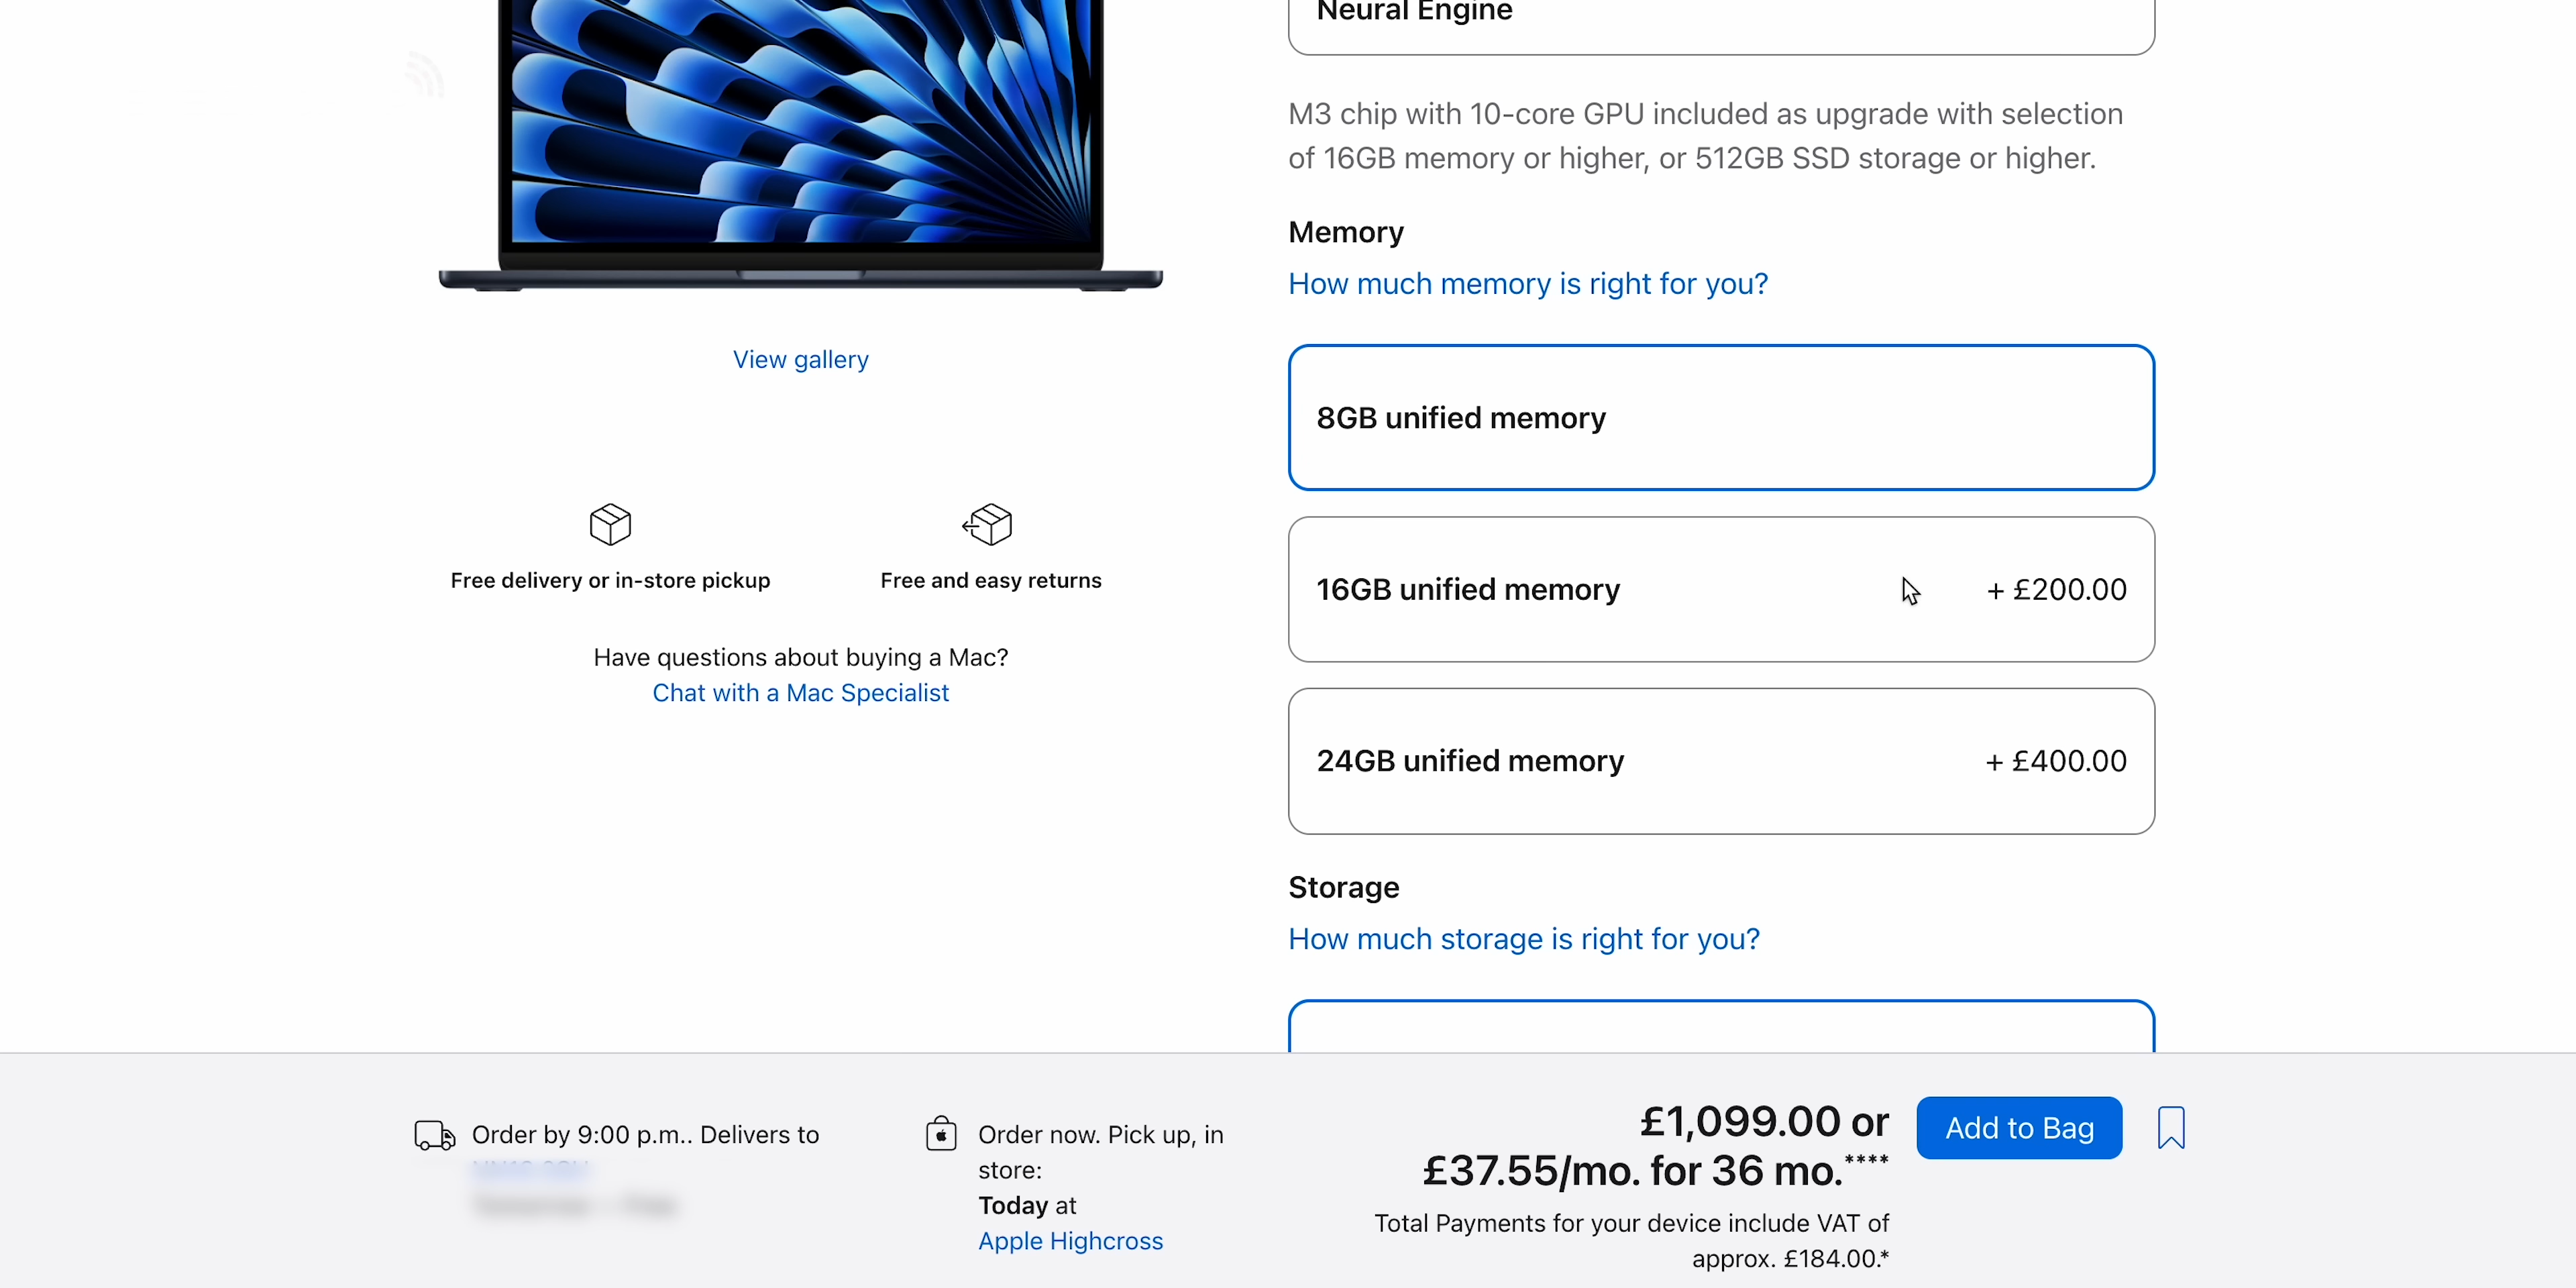 Neural Engine
M3 chip with 10-core GPU included as upgrade with selection
of 16GB memory or higher, or 512GB SSD storage or higher.
Memory
How much memory is right for you?
8GB unified memory
16GB unified memory + £200.00
24GB unified memory + £400.00
Storage
How much storage is right for you?
View gallery
Free delivery or in-store pickup
Free and easy returns
Have questions about buying a Mac?
Chat with a Mac Specialist
Order by 9:00 p.m.. Delivers to
Order now. Pick up, in
store:
Today at
Apple Highcross
£1,099.00 or
£37.55/mo. for 36 mo.****
Total Payments for your device include VAT of
approx. £184.00.*
Add to Bag